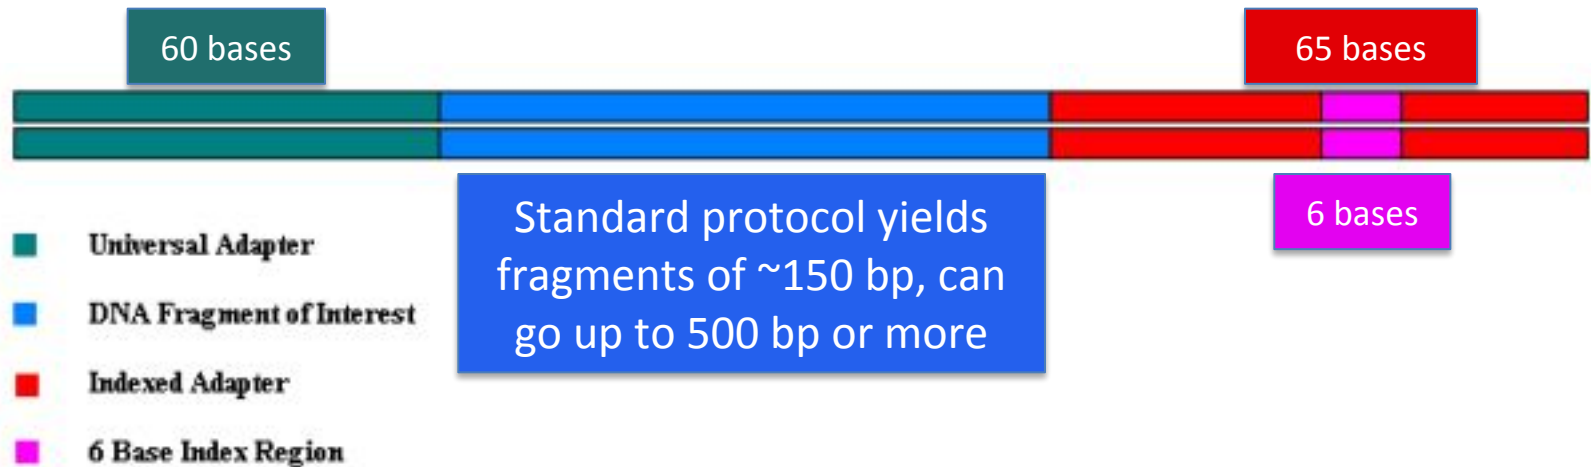 60 bases
65 bases
Standard protocol yields
fragments of ~150 bp, can
go up to 500 bp or more
6 bases
Universal Adapter
DNA Fragment of Interest
Indexed Adapter
6 Base Index Region